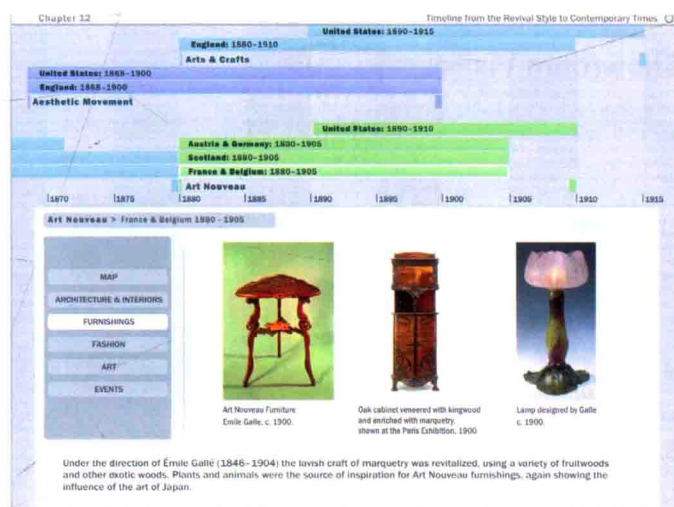 Chapter 12
Timeline from the Revival Style to Contemporary Times
United States: 1890-1915
England: 1880-1910
Arts & Crafts
United States: 1868-1900
England: 1868-1900
Aesthetic Movement
United States: 1890-1910
Austria & Germany: 1880-1905
Scotland: 1880-1905
France & Belgium: 1880-1905
Art Nouveau
1870 1875 1880 1885 1890 1895 1900 1905 1910 1915
Art Nouveau > France & Belgium 1880 - 1905
MAP
ARCHITECTURE & INTERIORS
FURNISHINGS
FASHION
ART
EVENTS
Art Nouveau Furniture
Emile Galle, c. 1900.
Oak cabinet veneered with kingwood
and enriched with marquetry,
shown at the Paris Exhibition, 1900
Lamp designed by Galle
c. 1900.
Under the direction of Émile Gallé (1846-1904) the lavish craft of marquetry was revitalized, using a variety of fruitwoods
and other exotic woods. Plants and animals were the source of inspiration for Art Nouveau furnishings, again showing the
influence of the art of Japan.